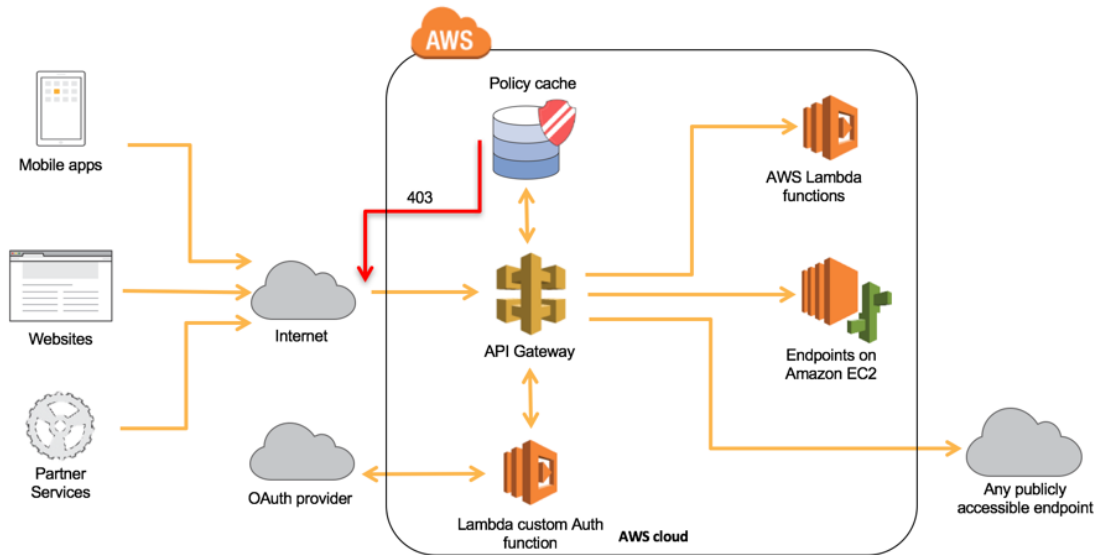 AWS
Policy cache
Mobile apps
403
AWS Lambda
functions
Websites
Internet
API Gateway
Endpoints on
Amazon EC2
Partner
Services
OAuth provider
Lambda custom Auth
function
AWS cloud
Any publicly
accessible endpoint